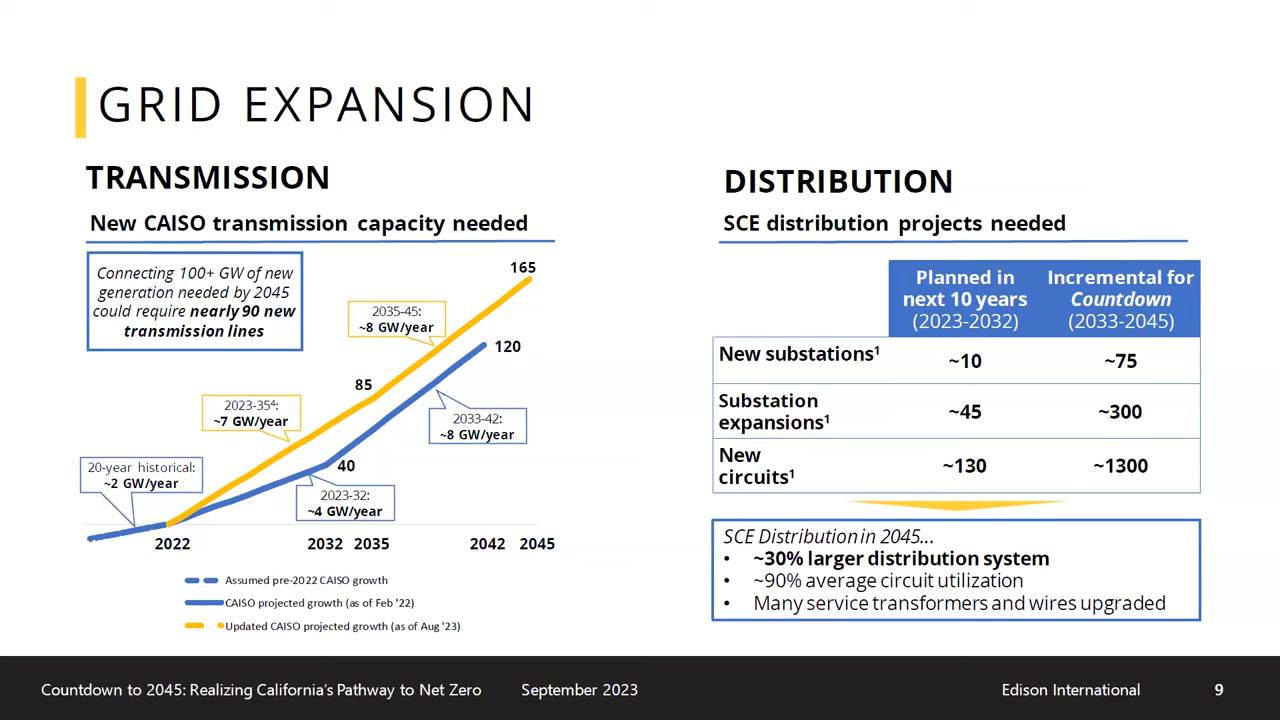 GRID EXPANSION
TRANSMISSION
New CAISO transmission capacity needed
Connecting 100+ GW of new
generation needed by 2045
could require nearly 90 new
transmission lines
165
2035-45:
~8 GW/year
120
85
2023-35⁴:
~7 GW/year
2033-42:
~8 GW/year
20-year historical:
~2 GW/year
40
2023-32:
~4 GW/year
2022 2032 2035 2042 2045
Assumed pre-2022 CAISO growth
CAISO projected growth (as of Feb '22)
Updated CAISO projected growth (as of Aug '23)
DISTRIBUTION
SCE distribution projects needed
Planned in Incremental for
next 10 years Countdown
(2023-2032) (2033-2045)
New substations¹ ~10 ~75
Substation
expansions¹ ~45 ~300
New
circuits¹ ~130 ~1300
SCE Distribution in 2045...
• ~30% larger distribution system
• ~90% average circuit utilization
• Many service transformers and wires upgraded
Countdown to 2045: Realizing California's Pathway to Net Zero September 2023 Edison International 9